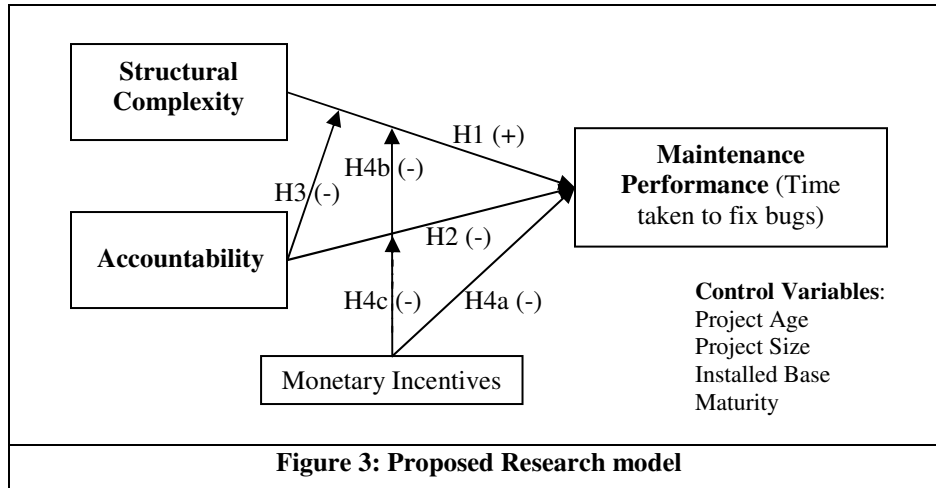 Structural
Complexity
H1 (+)
Maintenance
Performance (Time
taken to fix bugs)
H4b (-)
H3 (-)
Accountability
H2 (-)
H4c (-)
H4a (-)
Control Variables:
Project Age
Project Size
Installed Base
Maturity
Monetary Incentives
Figure 3: Proposed Research model